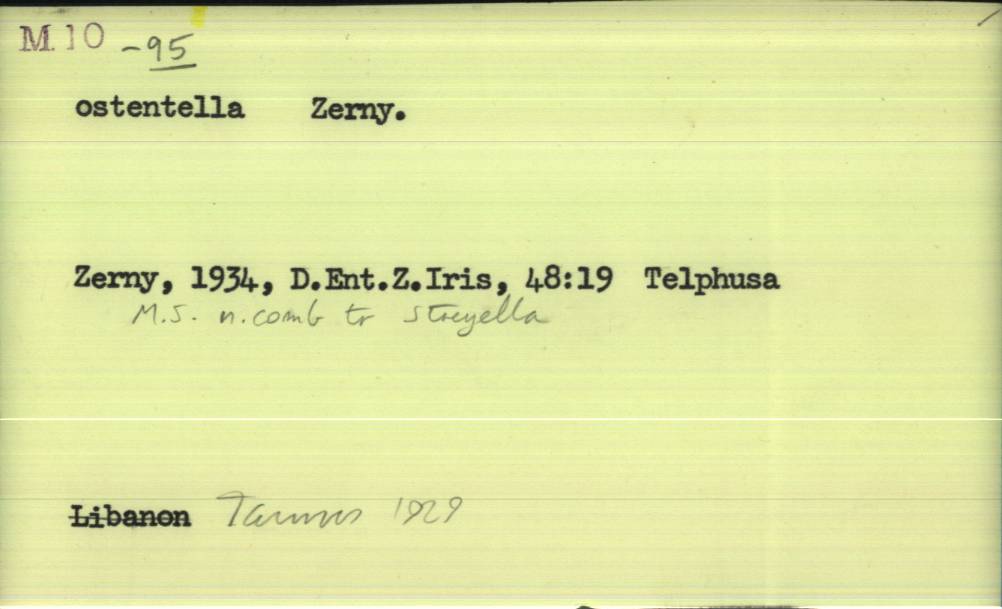 M.10 -95
ostentella Zerny.
Zerny, 1934, D.Ent.Z.Iris, 48:19 Telphusa
M.S. n.comb to streyella
Libanon Taurus 1929